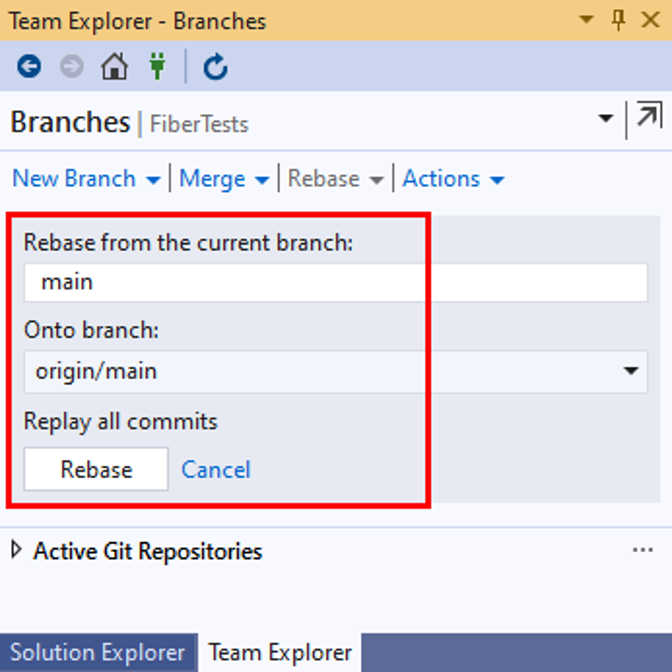 Team Explorer - Branches
Branches | FiberTests
New Branch | Merge | Rebase | Actions
Rebase from the current branch:
main
Onto branch:
origin/main
Replay all commits
Rebase Cancel
Active Git Repositories ...
Solution Explorer Team Explorer